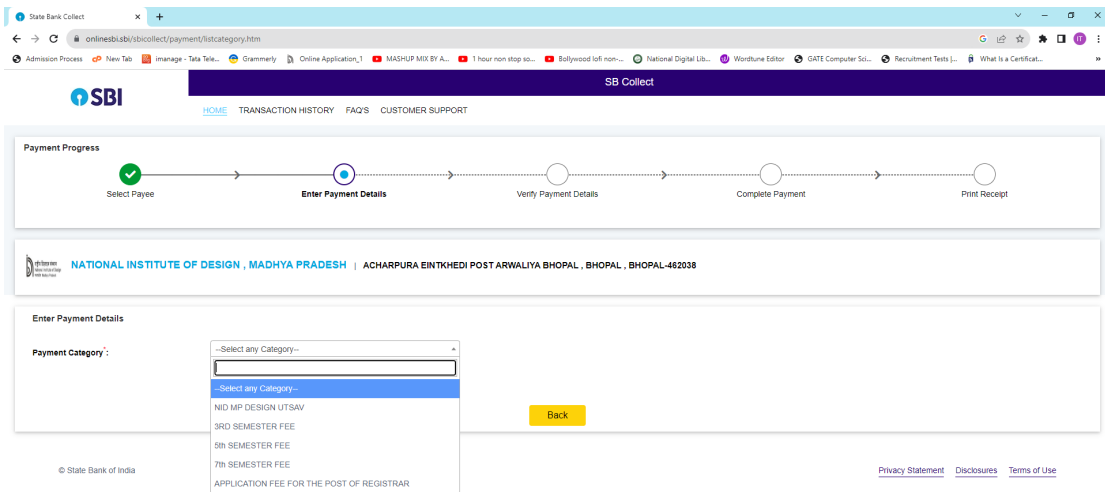 State Bank Collect
onlinesbi.sbi/sbicollect/payment/listcategory.htm
Admission Process New Tab imanage - Tata Tele... Grammerly Online Application_1 MASHUP MIX BY A... 1 hour non stop so... Bollywood lofi non-... National Digital Lib... Wordtune Editor GATE Computer Sci... Recruitment Tests |... What Is a Certificat...
SBI
SB Collect
HOME TRANSACTION HISTORY FAQ'S CUSTOMER SUPPORT
Payment Progress
Select Payee Enter Payment Details Verify Payment Details Complete Payment Print Receipt
NATIONAL INSTITUTE OF DESIGN , MADHYA PRADESH | ACHARPURA EINTKHEDI POST ARWALIYA BHOPAL , BHOPAL , BHOPAL-462038
Enter Payment Details
Payment Category*: --Select any Category--
--Select any Category--
NID MP DESIGN UTSAV
Back
3RD SEMESTER FEE
5th SEMESTER FEE
7th SEMESTER FEE
© State Bank of India Privacy Statement Disclosures Terms of Use
APPLICATION FEE FOR THE POST OF REGISTRAR